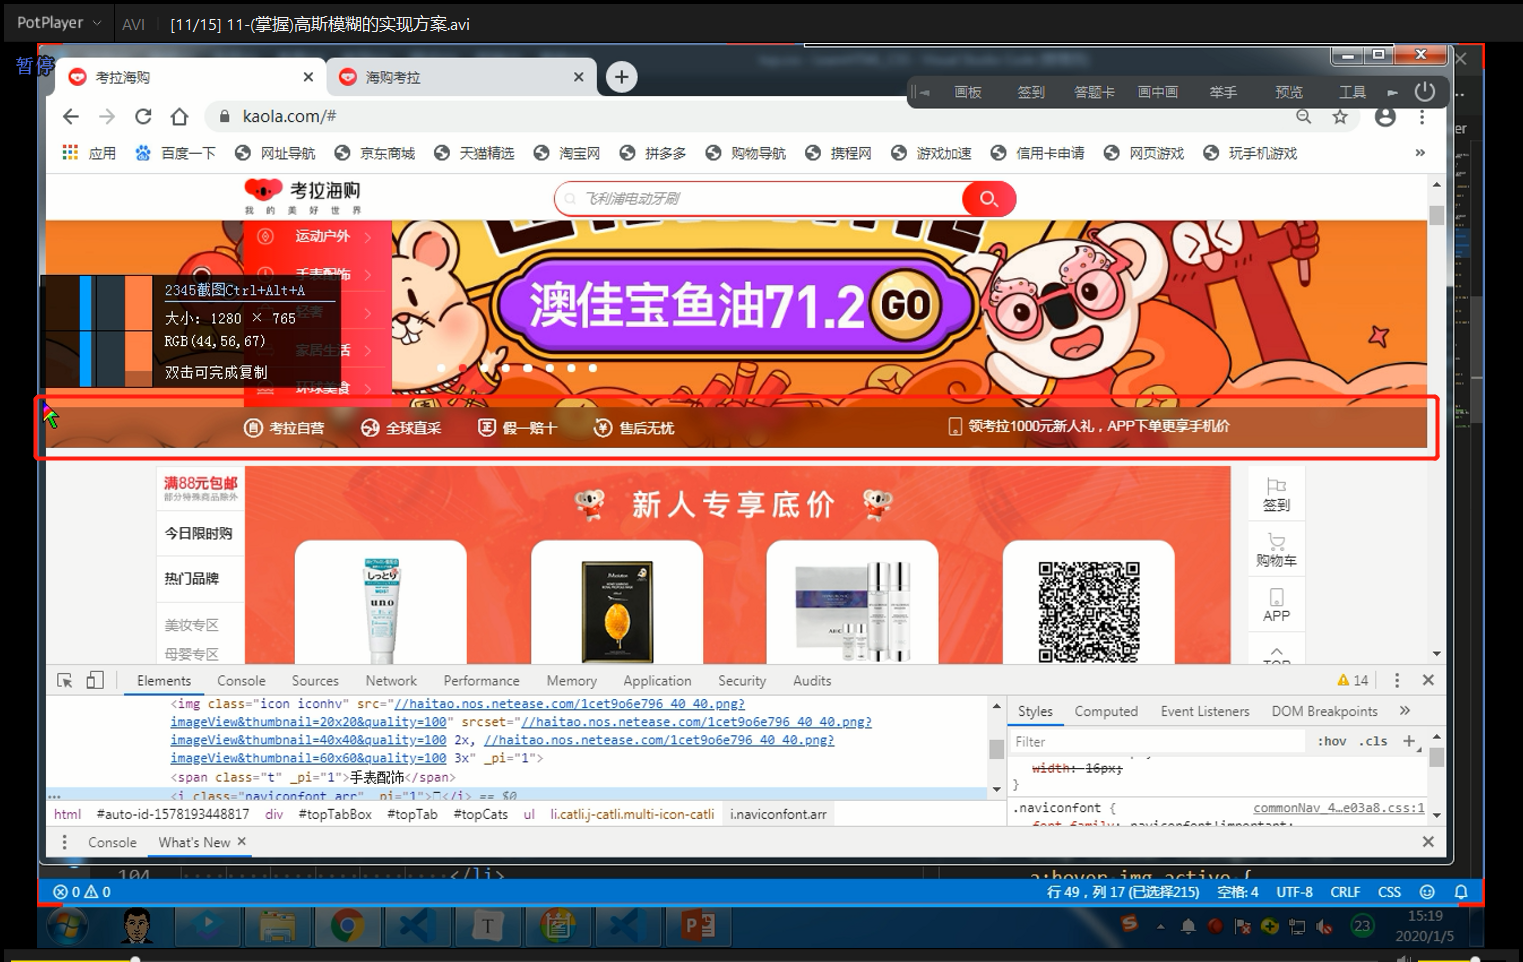 PotPlayer
AVI
[11/15] 11-(掌握)高斯模糊的实现方案.avi
暂停
考拉海购
海购考拉
画板 签到 答题卡 画中画 举手 预览 工具
kaola.com/#
应用 百度一下 网址导航 京东商城 天猫精选 淘宝网 拼多多 购物导航 携程网 游戏加速 信用卡申请 网页游戏 玩手机游戏 »
考拉海购
我的美好世界
飞利浦电动牙刷
运动户外
手表配饰
轻奢
家居生活
环球美食
澳佳宝鱼油71.2 GO
2345截图Ctrl+Alt+A
大小: 1280 × 765
RGB(44,56,67)
双击可完成复制
考拉自营 全球直采 假一赔十 售后无忧 领考拉1000元新人礼，APP下单更享手机价
满88元包邮
部分特殊商品除外
今日限时购
热门品牌
美妆专区
母婴专区
新人专享底价
签到
购物车
APP
TOP
しっとり
uno
Elements Console Sources Network Performance Memory Application Security Audits 14
<img class="icon iconhv" src="//haitao.nos.netease.com/1cet9o6e796_40_40.png?
imageView&thumbnail=20x20&quality=100" srcset="//haitao.nos.netease.com/1cet9o6e796_40_40.png?
imageView&thumbnail=40x40&quality=100 2x, //haitao.nos.netease.com/1cet9o6e796_40_40.png?
imageView&thumbnail=60x60&quality=100 3x" _pi="1">
<span class="t" _pi="1">手表配饰</span>
<i class="naviconfont arr" _pi="1"></i> == $0
html #auto-id-1578193448817 div #topTabBox #topTab #topCats ul li.catli.j-catli.multi-icon-catli i.naviconfont.arr
Styles Computed Event Listeners DOM Breakpoints »
Filter :hov .cls +
width: 16px;
}
.naviconfont { commonNav_4…e03a8.css:1
font-family: naviconfont!important;
Console What's New
104 </li>
a:hover img.active {
0 0
行 49，列 17 (已选择215) 空格: 4 UTF-8 CRLF CSS
23
15:19
2020/1/5